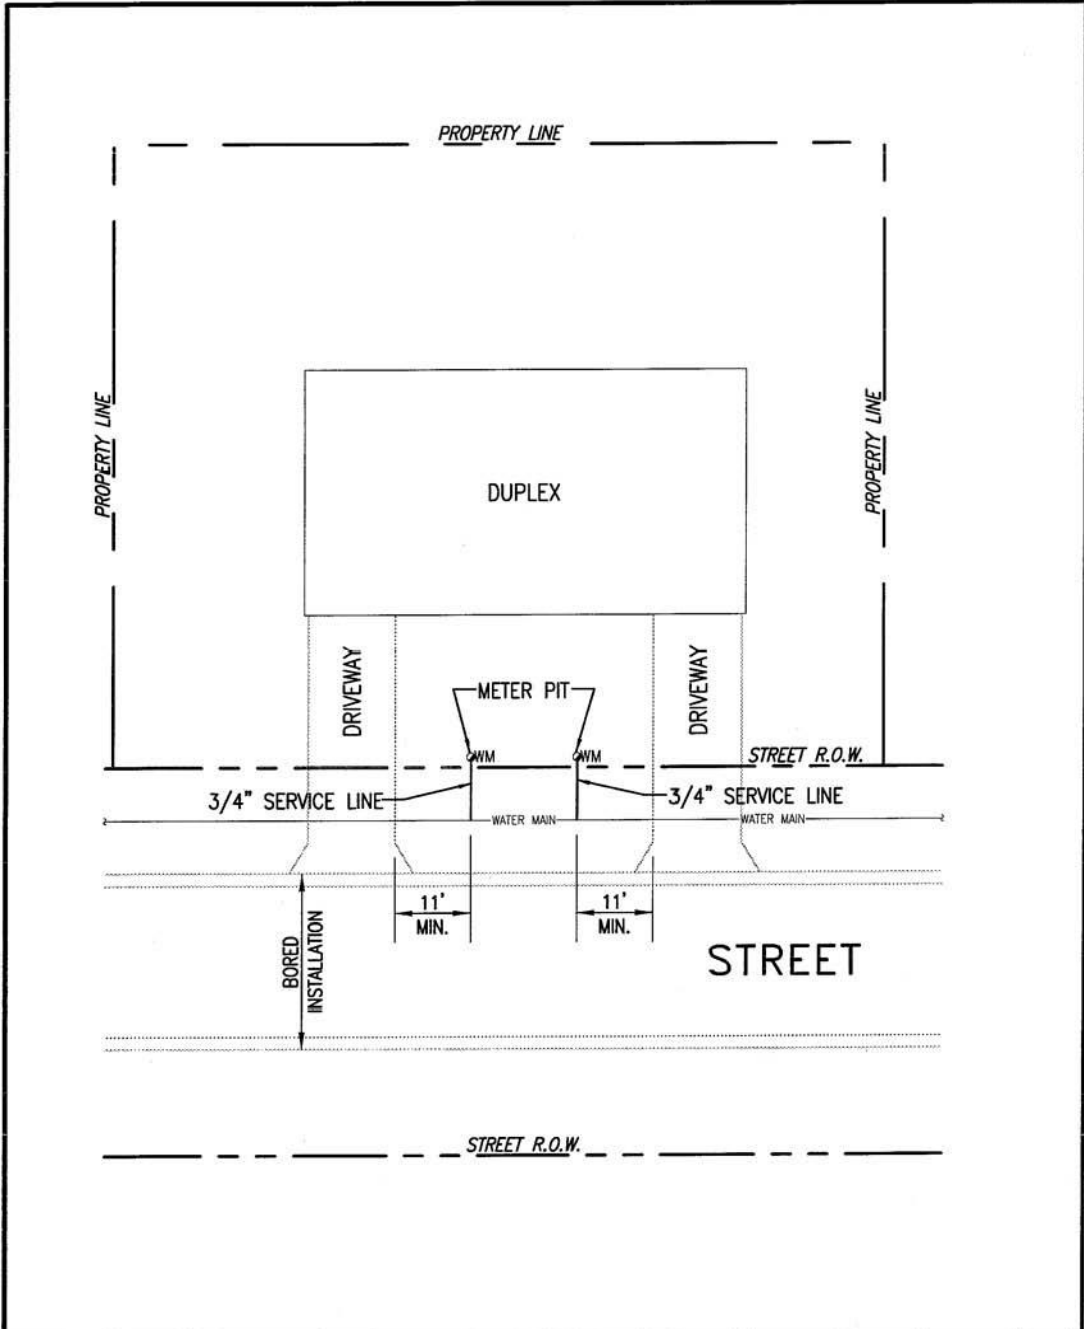 PROPERTY LINE
PROPERTY LINE
PROPERTY LINE
DUPLEX
DRIVEWAY
DRIVEWAY
METER PIT
WM
WM
STREET R.O.W.
3/4" SERVICE LINE
3/4" SERVICE LINE
WATER MAIN
WATER MAIN
11'
MIN.
11'
MIN.
BORED
INSTALLATION
STREET
STREET R.O.W.